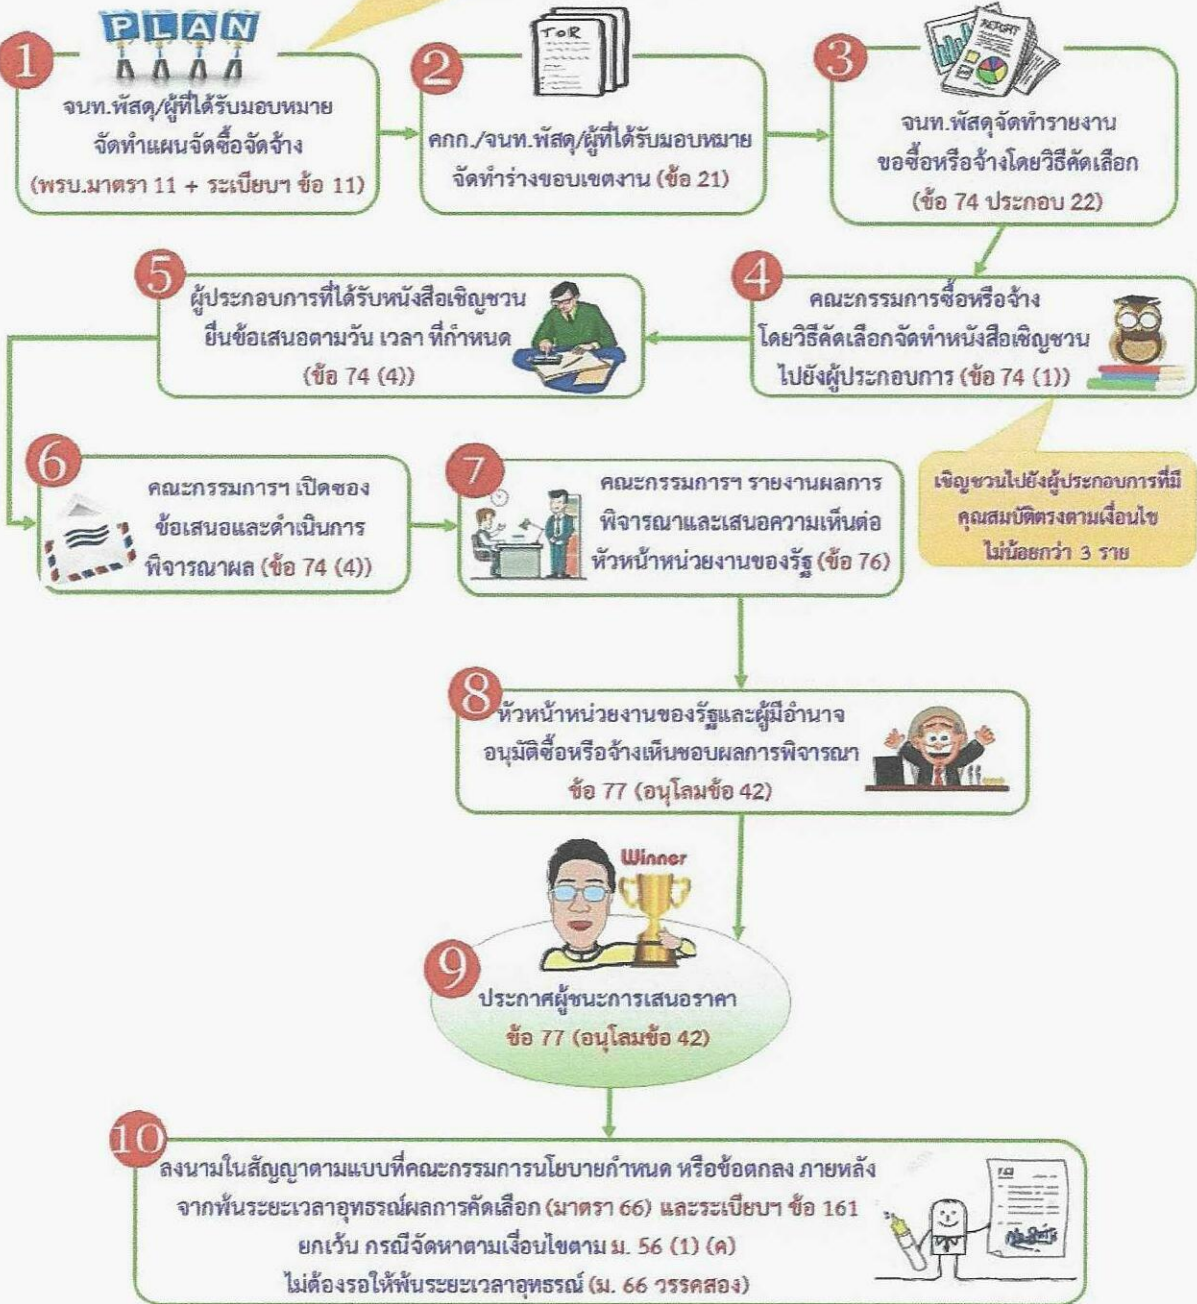 PLAN
1
จนท.พัสดุ/ผู้ที่ได้รับมอบหมาย
จัดทำแผนจัดซื้อจัดจ้าง
(พรบ.มาตรา 11 + ระเบียบฯ ข้อ 11)
TOR
2
คกก./จนท.พัสดุ/ผู้ที่ได้รับมอบหมาย
จัดทำร่างขอบเขตงาน (ข้อ 21)
REPORT
3
จนท.พัสดุจัดทำรายงาน
ขอซื้อหรือจ้างโดยวิธีคัดเลือก
(ข้อ 74 ประกอบ 22)
4
คณะกรรมการซื้อหรือจ้าง
โดยวิธีคัดเลือกจัดทำหนังสือเชิญชวน
ไปยังผู้ประกอบการ (ข้อ 74 (1))
เชิญชวนไปยังผู้ประกอบการที่มี
คุณสมบัติตรงตามเงื่อนไข
ไม่น้อยกว่า 3 ราย
5
ผู้ประกอบการที่ได้รับหนังสือเชิญชวน
ยื่นข้อเสนอตามวัน เวลา ที่กำหนด
(ข้อ 74 (4))
6
คณะกรรมการฯ เปิดซอง
ข้อเสนอและดำเนินการ
พิจารณาผล (ข้อ 74 (4))
7
คณะกรรมการฯ รายงานผลการ
พิจารณาและเสนอความเห็นต่อ
หัวหน้าหน่วยงานของรัฐ (ข้อ 76)
8
หัวหน้าหน่วยงานของรัฐและผู้มีอำนาจ
อนุมัติซื้อหรือจ้างเห็นชอบผลการพิจารณา
ข้อ 77 (อนุโลมข้อ 42)
Winner
9
ประกาศผู้ชนะการเสนอราคา
ข้อ 77 (อนุโลมข้อ 42)
10
ลงนามในสัญญาตามแบบที่คณะกรรมการนโยบายกำหนด หรือข้อตกลง ภายหลัง
จากพ้นระยะเวลาอุทธรณ์ผลการคัดเลือก (มาตรา 66) และระเบียบฯ ข้อ 161
ยกเว้น กรณีจัดหาตามเงื่อนไขตาม ม. 56 (1) (ค)
ไม่ต้องรอให้พ้นระยะเวลาอุทธรณ์ (ม. 66 วรรคสอง)